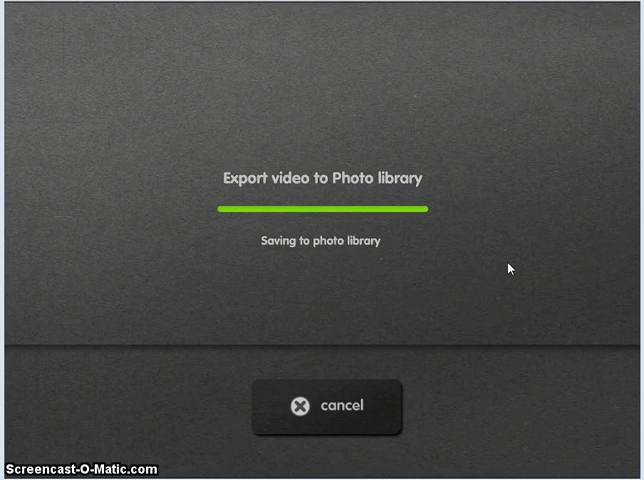 Export video to Photo library
Saving to photo library
cancel
Screencast-O-Matic.com